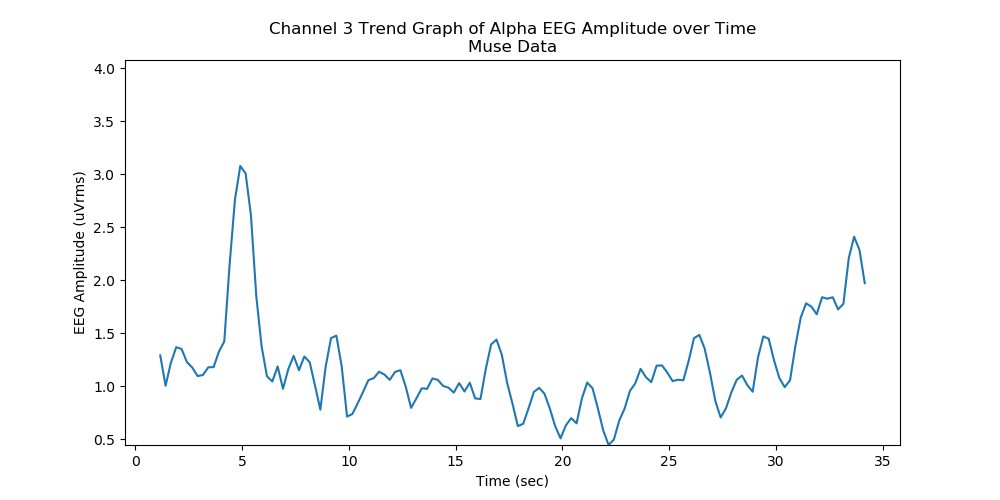 Channel 3 Trend Graph of Alpha EEG Amplitude over Time
Muse Data
4.0
3.5
3.0
2.5
2.0
1.5
1.0
0.5
EEG Amplitude (uVrms)
0 5 10 15 20 25 30 35
Time (sec)